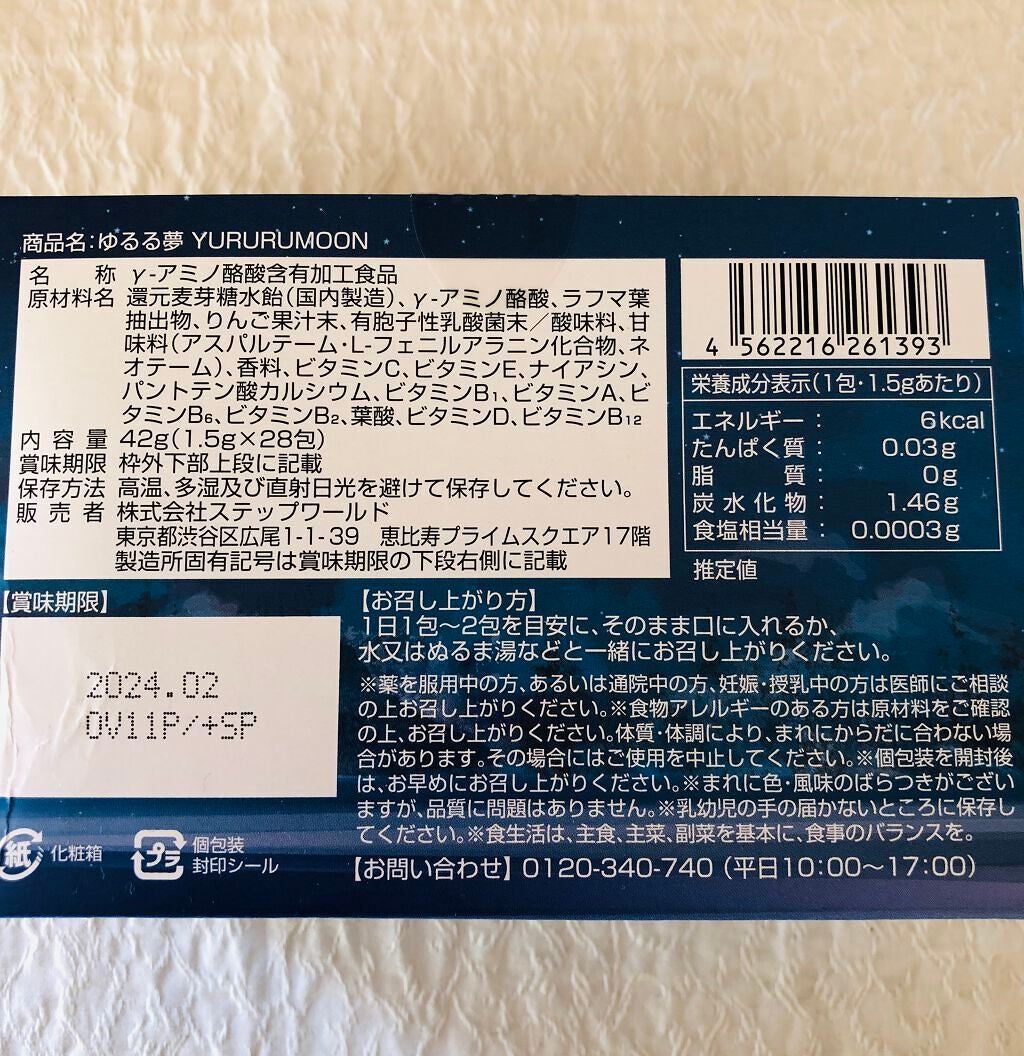 商品名:ゆるる夢 YURURUMOON
名 称 γ-アミノ酪酸含有加工食品
原材料名 還元麦芽糖水飴(国内製造)、γ-アミノ酪酸、ラフマ葉
抽出物、りんご果汁末、有胞子性乳酸菌末／酸味料、甘
味料(アスパルテーム・L-フェニルアラニン化合物、ネ
オテーム)、香料、ビタミンC、ビタミンE、ナイアシン、
パントテン酸カルシウム、ビタミンB₁、ビタミンA、ビ
タミンB₆、ビタミンB₂、葉酸、ビタミンD、ビタミンB₁₂
内容量 42g(1.5g×28包)
賞味期限 枠外下部上段に記載
保存方法 高温、多湿及び直射日光を避けて保存してください。
販売者 株式会社ステップワールド
東京都渋谷区広尾1-1-39 恵比寿プライムスクエア17階
製造所固有記号は賞味期限の下段右側に記載
4 562216 261393
栄養成分表示(1包・1.5gあたり)
エネルギー: 6kcal
たんぱく質: 0.03g
脂質: 0g
炭水化物: 1.46g
食塩相当量: 0.0003g
推定値
【賞味期限】
2024.02
OV11P/+SP
【お召し上がり方】
1日1包〜2包を目安に、そのまま口に入れるか、
水又はぬるま湯などと一緒にお召し上がりください。
※薬を服用中の方、あるいは通院中の方、妊娠・授乳中の方は医師にご相談
の上お召し上がりください。※食物アレルギーのある方は原材料をご確認
の上、お召し上がりください。体質・体調により、まれにからだに合わない場
合があります。その場合にはご使用を中止してください。※個包装を開封後
は、お早めにお召し上がりください。※まれに色・風味のばらつきがござい
ますが、品質に問題はありません。※乳幼児の手の届かないところに保存し
てください。※食生活は、主食、主菜、副菜を基本に、食事のバランスを。
【お問い合わせ】0120-340-740(平日10:00〜17:00)
紙 化粧箱
プラ 個包装
封印シール